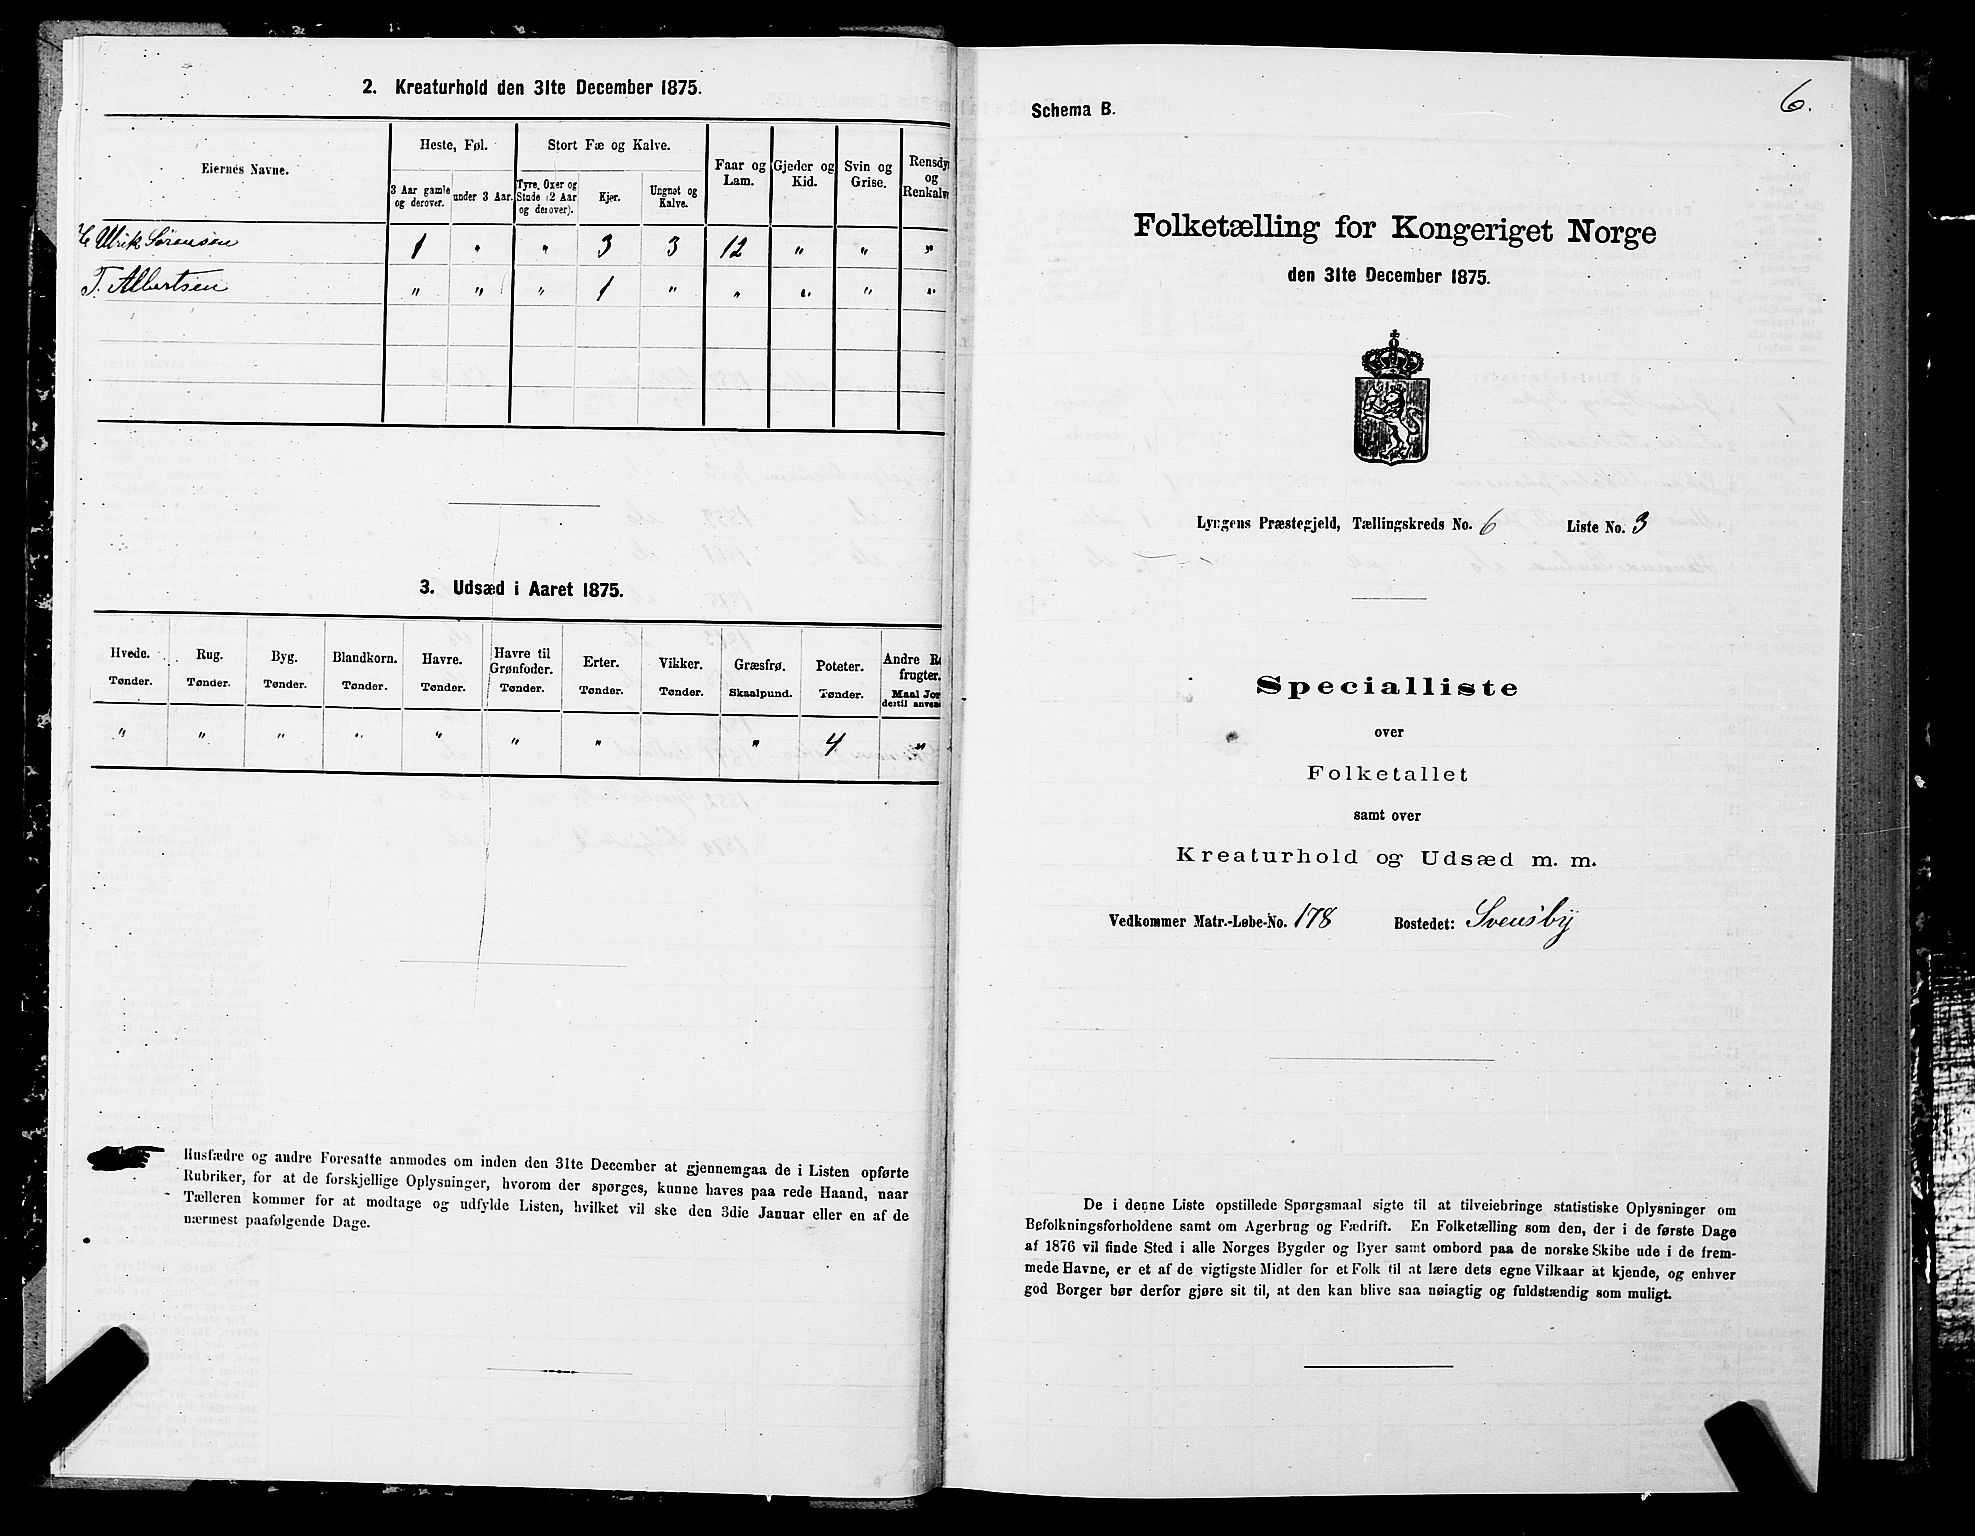 2. Kreaturhold den 31te December 1875.
Eiernes Navne.
Heste, Føl.
Stort Fæ og Kalve.
Faar og Lam.
Gjeder og Kid.
Svin og Grise.
Rensdyr og Renkalve
3 Aar gamle og derover.
under 3 Aar.
Tyre, Oxer og Stude (2 Aar og derover).
Kjør.
Ungnøt og Kalve.
Ulrik Sørensen 1 " " 3 3 12 " " "
T. Albertsen " " " 1 " " " " "
3. Udsæd i Aaret 1875.
Hvede. Rug. Byg. Blandkorn. Havre. Havre til Grønfoder. Erter. Vikker. Græsfrø. Poteter. Andre R frugter.
Tønder. Tønder. Tønder. Tønder. Tønder. Tønder. Tønder. Tønder. Skaalpund. Tønder. Maal Jor dertil anven
" " " " " " " " 4 "
Husfædre og andre Foresatte anmodes om inden den 31te December at gjennemgaa de i Listen opførte
Rubriker, for at de forskjellige Oplysninger, hvorom der spørges, kunne haves paa rede Haand, naar
Tælleren kommer for at modtage og udfylde Listen, hvilket vil ske den 3die Januar eller en af de
nærmest paafølgende Dage.
6.
Schema B.
Folketælling for Kongeriget Norge
den 31te December 1875.
Lyngens Præstegjeld, Tællingskreds No. 6 Liste No. 3
Specialliste
over
Folketallet
samt over
Kreaturhold og Udsæd m. m.
Vedkommer Matr.-Løbe-No. 178 Bostedet: Svensby
De i denne Liste opstillede Spørgsmaal sigte til at tilveiebringe statistiske Oplysninger om
Befolkningsforholdene samt om Agerbrug og Fædrift. En Folketælling som den, der i de første Dage
af 1876 vil finde Sted i alle Norges Bygder og Byer samt ombord paa de norske Skibe ude i de frem-
mede Havne, er et af de vigtigste Midler for et Folk til at lære dets egne Vilkaar at kjende, og enhver
god Borger bør derfor gjøre sit til, at den kan blive saa nøiagtig og fuldstændig som muligt.